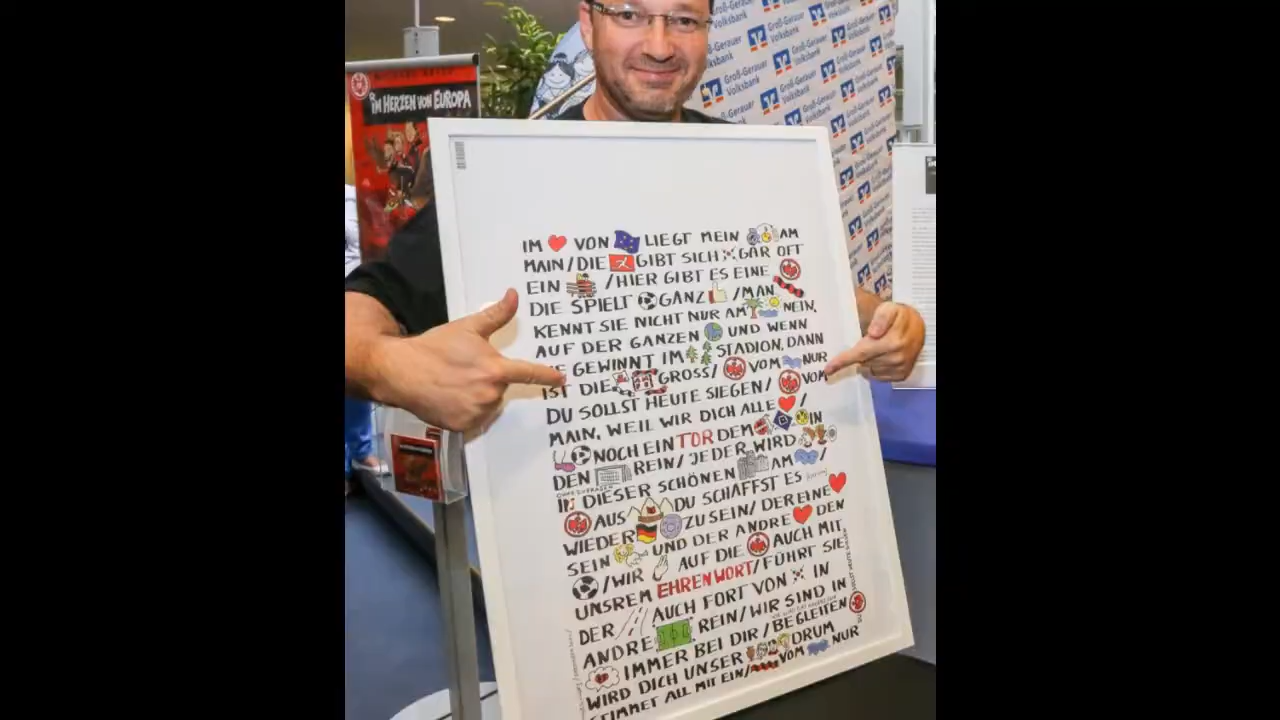 IM HERZEN VON EUROPA
Groß-Gerauer
Volksbank
IM VON LIEGT MEIN AM
MAIN/DIE GIBT SICH GAR OFT
EIN /HIER GIBT ES EINE
DIE SPIELT GANZ /MAN
KENNT SIE NICHT NUR AM NEIN,
AUF DER GANZEN UND WENN
GEWINNT IM STADION, DANN
IST DIE GROSS/ VOM NUR
DU SOLLST HEUTE SIEGEN/ VOM
MAIN, WEIL WIR DICH ALLE /
NOCH EIN TOR DEM IN
DEN REIN/JEDER WIRD
IN DIESER SCHÖNEN AM /
AUS DU SCHAFFST ES
WIEDER ZU SEIN/DER EINE
SEIN UND DER ANDRE DEN
/WIR AUF DIE AUCH MIT
UNSREM EHRENWORT/FÜHRT SIE
DER AUCH FORT VON IN
ANDRE REIN/WIR SIND IN
IMMER BEI DIR/BEGLEITEN
WIRD DICH UNSER DRUM
STIMMET ALL MIT EIN/ VOM NUR